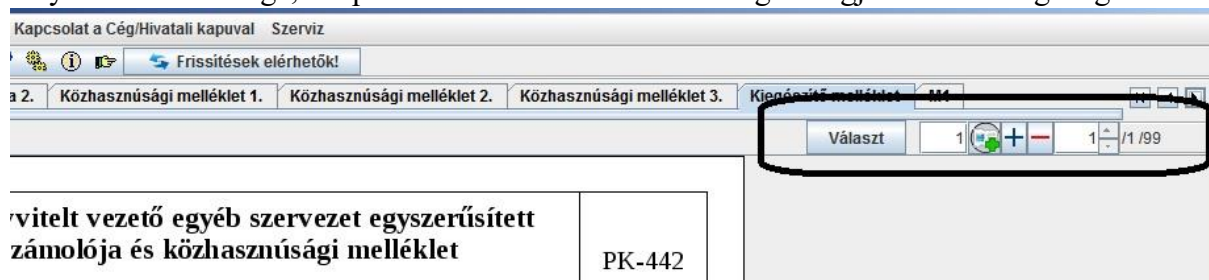 Kapcsolat a Cég/Hivatali kapuval Szerviz
Frissítések elérhetők!
a 2. Közhasznúsági melléklet 1. Közhasznúsági melléklet 2. Közhasznúsági melléklet 3. Kiegészítő melléklet M1
Választ 1 1 /1 /99
vitelt vezető egyéb szervezet egyszerűsített
zámolója és közhasznúsági melléklet
PK-442